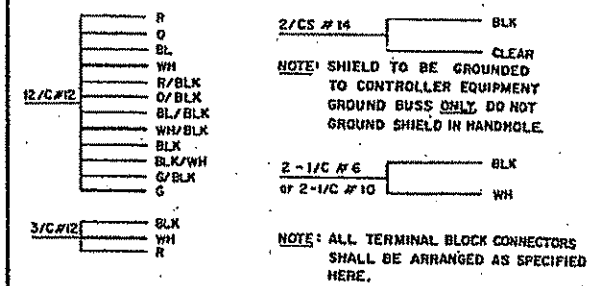 12/C#12
R
O
BL
WH
R/BLK
O/BLK
BL/BLK
WH/BLK
BLK
BLK/WH
G/BLK
G
3/C#12
BLK
WH
R
2/CS #14
BLK
CLEAR
NOTE: SHIELD TO BE GROUNDED
TO CONTROLLER EQUIPMENT
GROUND BUSS ONLY. DO NOT
GROUND SHIELD IN HANDHOLE.
2-1/C #6
or 2-1/C #10
BLK
WH
NOTE: ALL TERMINAL BLOCK CONNECTORS
SHALL BE ARRANGED AS SPECIFIED
HERE.